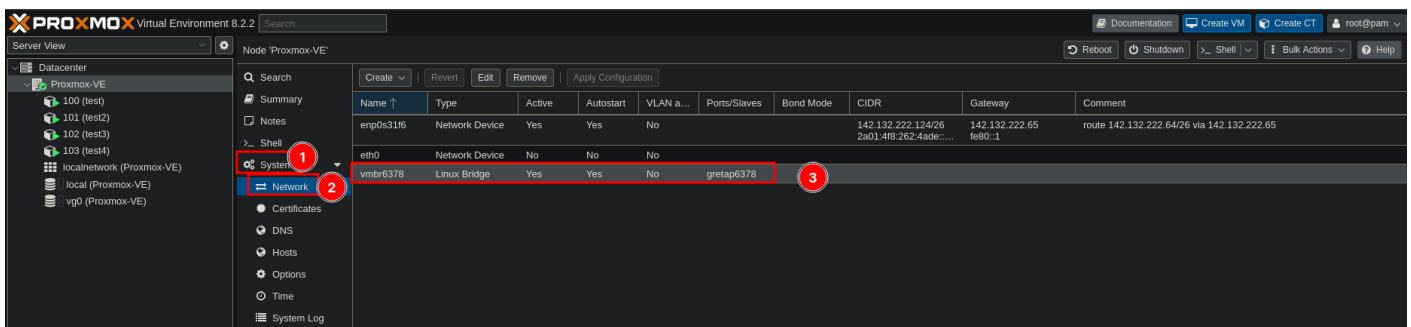 PROXMOX Virtual Environment 8.2.2 Search Documentation Create VM Create CT root@pam
Server View Node 'Proxmox-VE' Reboot Shutdown >_ Shell Bulk Actions Help
Datacenter
Proxmox-VE
100 (test)
101 (test2)
102 (test3)
103 (test4)
localnetwork (Proxmox-VE)
local (Proxmox-VE)
vg0 (Proxmox-VE)
Search
Summary
Notes
>_ Shell
System 1
Network 2
Certificates
DNS
Hosts
Options
Time
System Log
Create Revert Edit Remove Apply Configuration
Name ↑ Type Active Autostart VLAN a... Ports/Slaves Bond Mode CIDR Gateway Comment
enp0s31f6 Network Device Yes Yes No 142.132.222.124/26 142.132.222.65 route 142.132.222.64/26 via 142.132.222.65
2a01:4f8:262:4ade::... fe80::1
eth0 Network Device No No No
vmbr6378 Linux Bridge Yes Yes No gretap6378 3